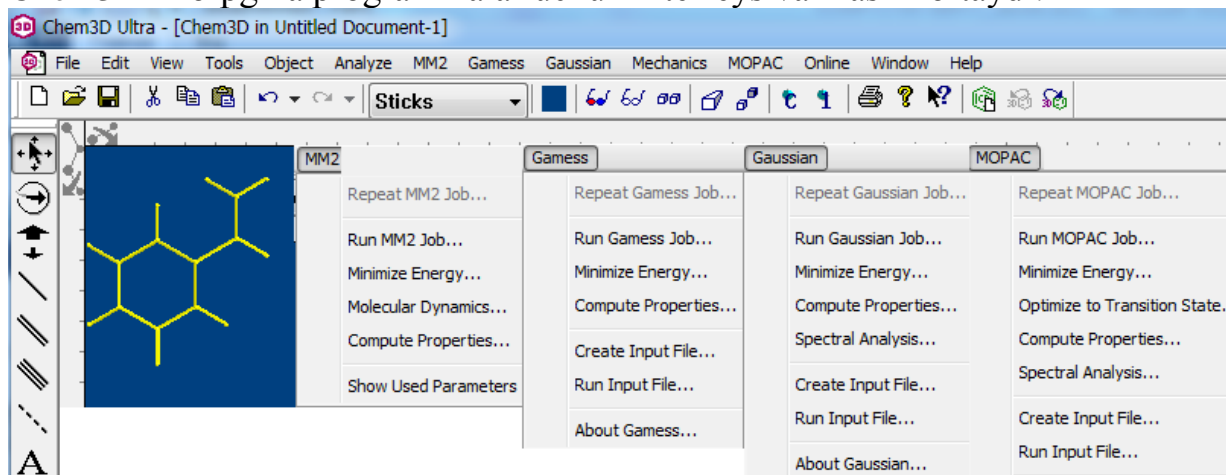 Chem3D Ultra - [Chem3D in Untitled Document-1]
File Edit View Tools Object Analyze MM2 Gamess Gaussian Mechanics MOPAC Online Window Help
Sticks
MM2
Repeat MM2 Job...
Run MM2 Job...
Minimize Energy...
Molecular Dynamics...
Compute Properties...
Show Used Parameters
Gamess
Repeat Gamess Job...
Run Gamess Job...
Minimize Energy...
Compute Properties...
Create Input File...
Run Input File...
About Gamess...
Gaussian
Repeat Gaussian Job...
Run Gaussian Job...
Minimize Energy...
Compute Properties...
Spectral Analysis...
Create Input File...
Run Input File...
About Gaussian...
MOPAC
Repeat MOPAC Job...
Run MOPAC Job...
Minimize Energy...
Optimize to Transition State.
Compute Properties...
Spectral Analysis...
Create Input File...
Run Input File...
A